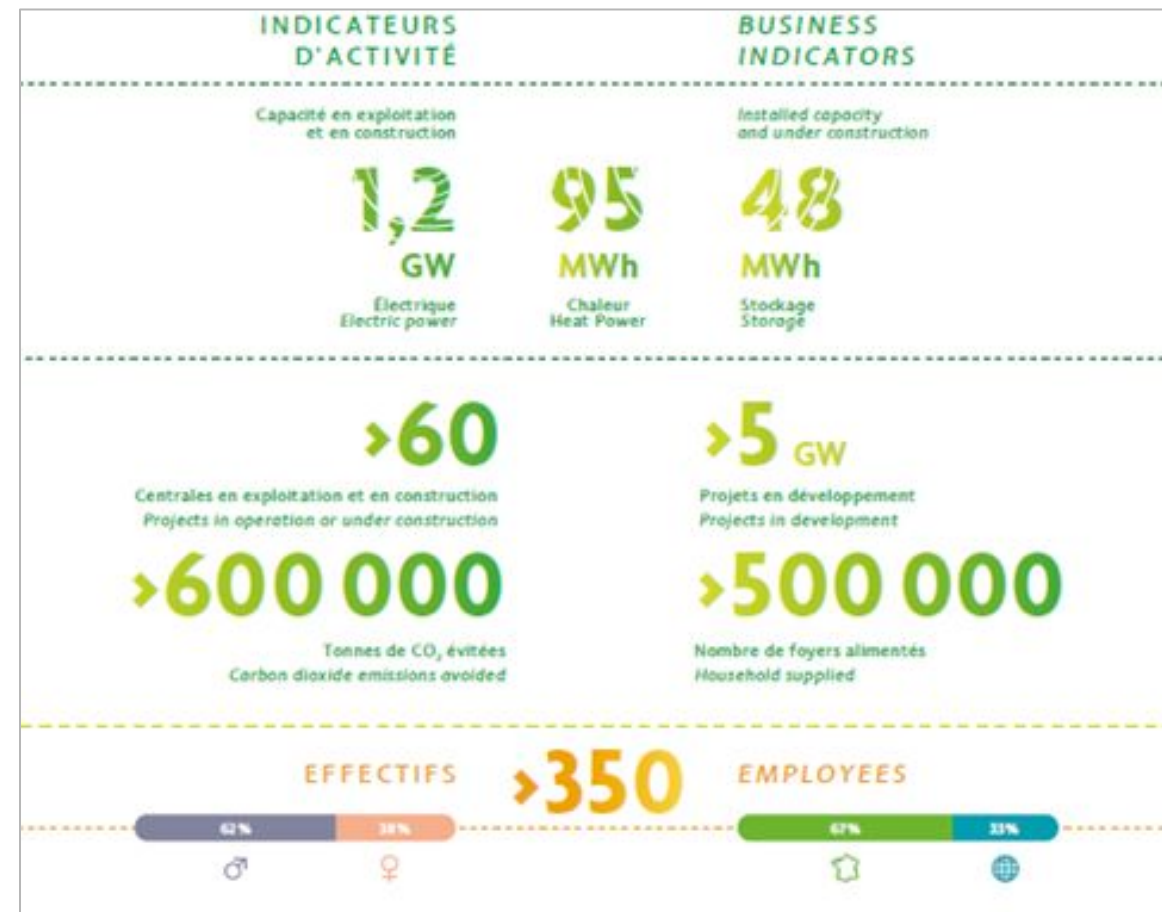 INDICATEURS
D'ACTIVITÉ
BUSINESS
INDICATORS
Capacité en exploitation
et en construction
Installed capacity
and under construction
1,2
GW
Électrique
Electric power
95
MWh
Chaleur
Heat Power
48
MWh
Stockage
Storage
>60
Centrales en exploitation et en construction
Projects in operation or under construction
>5 GW
Projets en développement
Projects in development
>600 000
Tonnes de CO₂ évitées
Carbon dioxide emissions avoided
>500 000
Nombre de foyers alimentés
Household supplied
EFFECTIFS
>350
EMPLOYEES
62%
38%
67%
33%